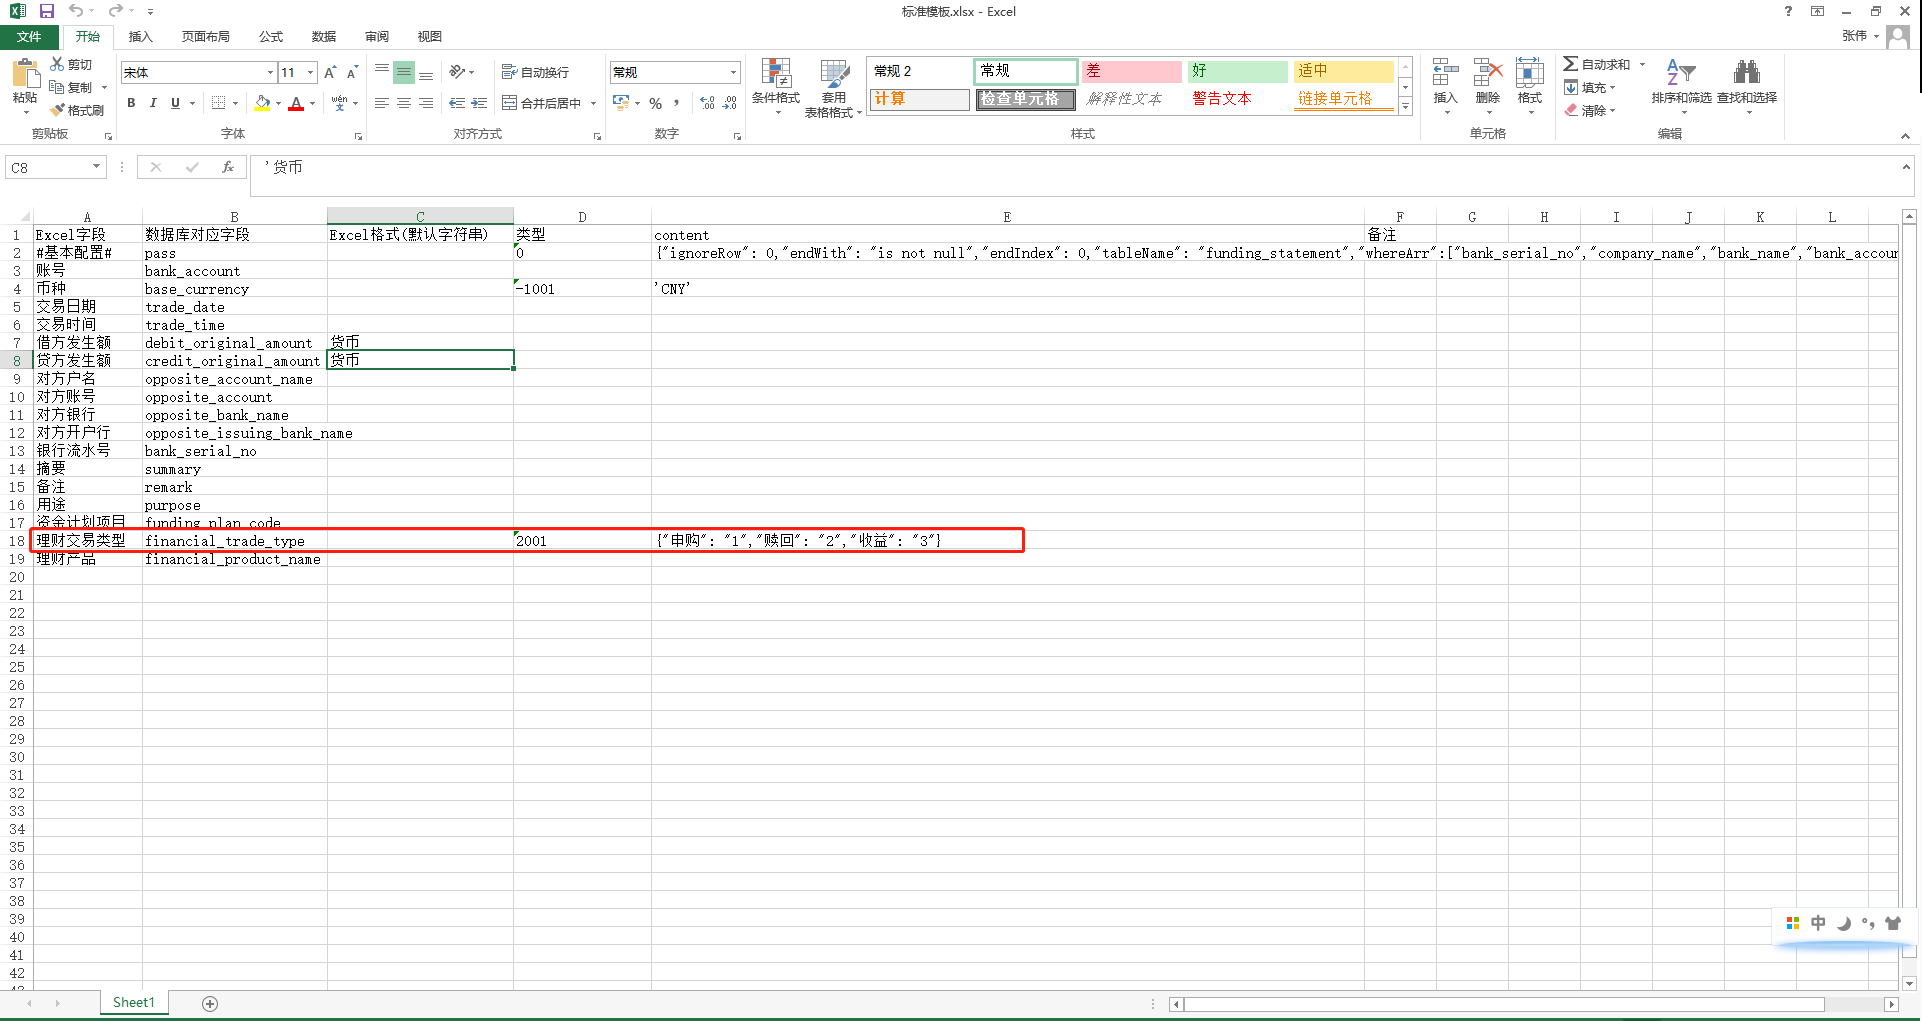 标准模板.xlsx - Excel
文件 开始 插入 页面布局 公式 数据 审阅 视图 张伟
粘贴 剪切 复制 格式刷
剪贴板
宋体 11
B I U wén
字体
自动换行
合并后居中
对齐方式
常规
% ,
数字
条件格式 套用表格格式
常规 2 常规 差 好 适中
计算 检查单元格 解释性文本 警告文本 链接单元格
样式
插入 删除 格式
单元格
自动求和
填充
清除
排序和筛选 查找和选择
编辑
C8 fx '货币
A B C D E F G H I J K L
1 Excel字段 数据库对应字段 Excel格式(默认字符串) 类型 content 备注
2 #基本配置# pass 0 {"ignoreRow": 0,"endWith": "is not null","endIndex": 0,"tableName": "funding_statement","whereArr":["bank_serial_no","company_name","bank_name","bank_accoun
3 账号 bank_account
4 币种 base_currency -1001 'CNY'
5 交易日期 trade_date
6 交易时间 trade_time
7 借方发生额 debit_original_amount 货币
8 贷方发生额 credit_original_amount 货币
9 对方户名 opposite_account_name
10 对方账号 opposite_account
11 对方银行 opposite_bank_name
12 对方开户行 opposite_issuing_bank_name
13 银行流水号 bank_serial_no
14 摘要 summary
15 备注 remark
16 用途 purpose
17 资金计划项目 funding_plan_code
18 理财交易类型 financial_trade_type 2001 {"申购": "1","赎回": "2","收益": "3"}
19 理财产品 financial_product_name
20
21
22
23
24
25
26
27
28
29
30
31
32
33
34
35
36
37
38
39
40
41
42
43
中
Sheet1